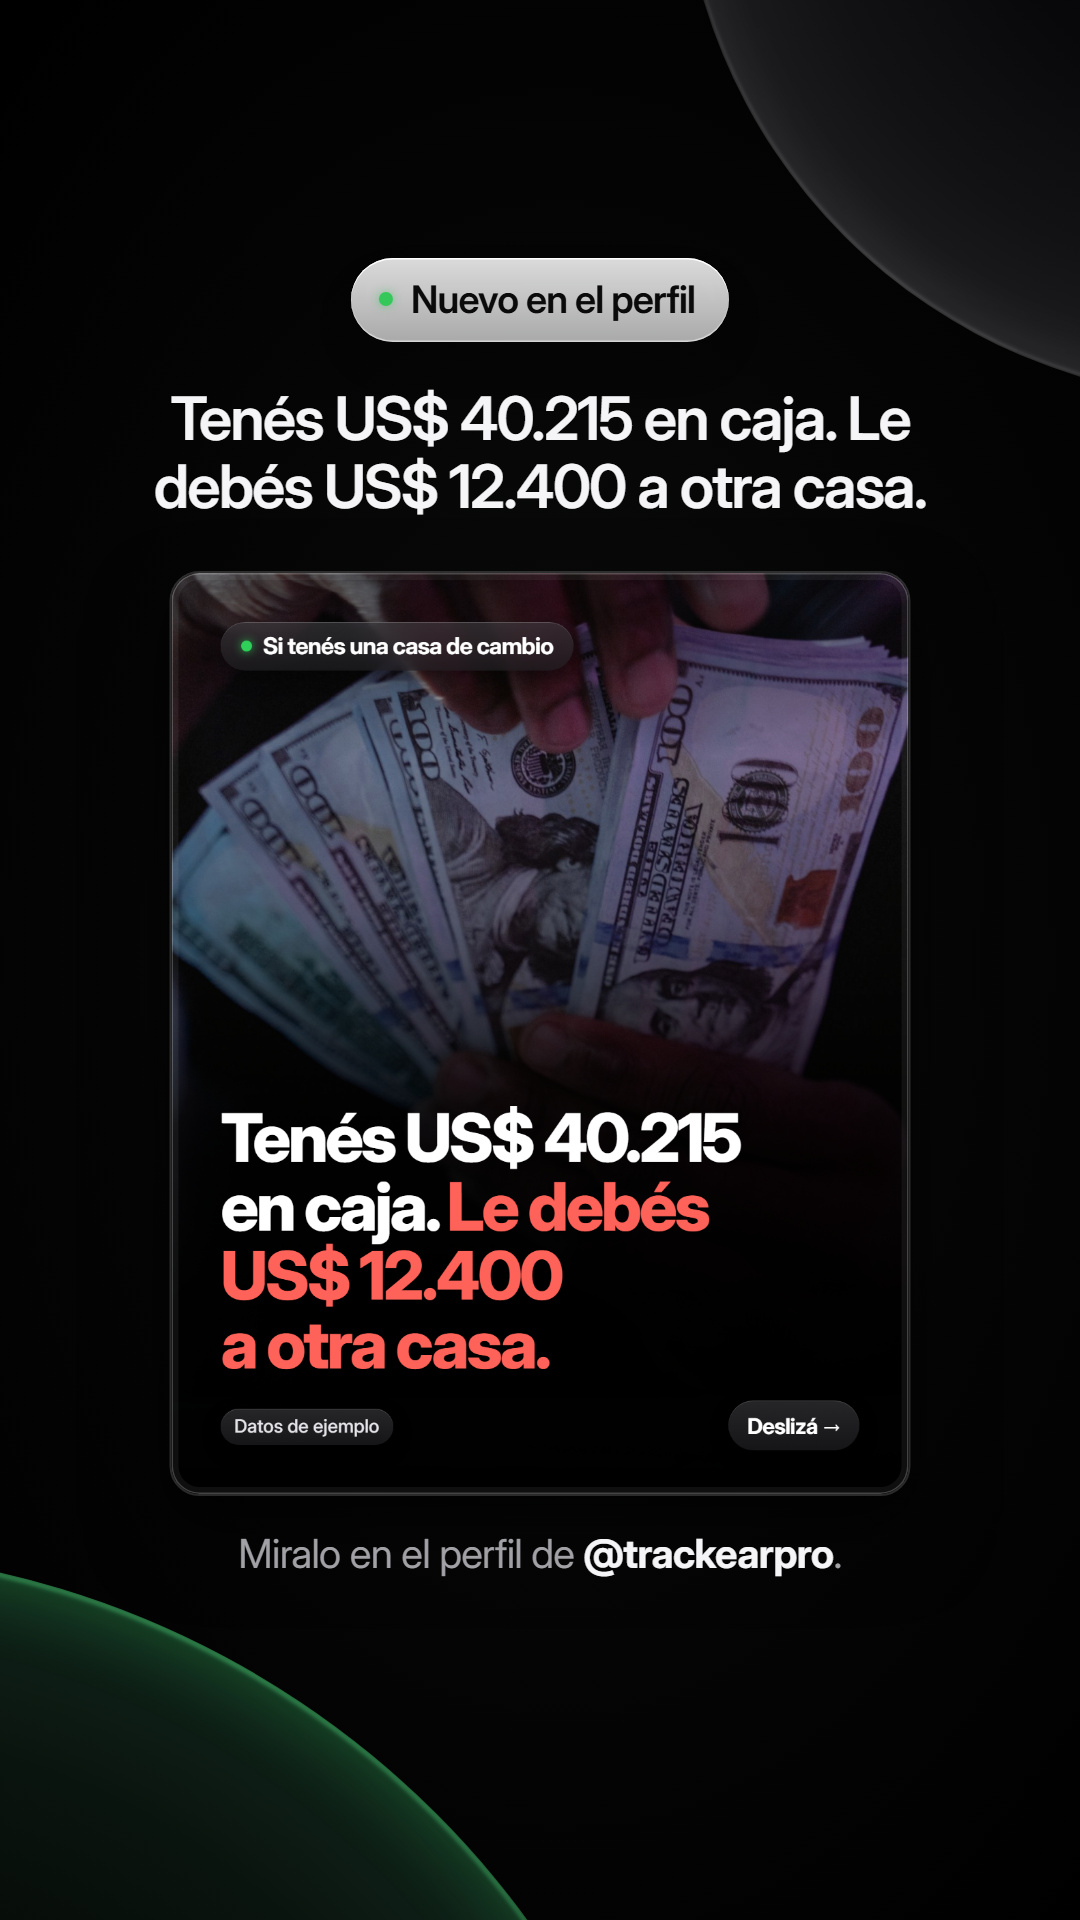 Nuevo en el perfil
Tenés US$ 40.215 en caja. Le
debés US$ 12.400 a otra casa.
Si tenés una casa de cambio
Tenés US$ 40.215
en caja. Le debés
US$ 12.400
a otra casa.
Datos de ejemplo
Deslizá →
Miralo en el perfil de @trackearpro.